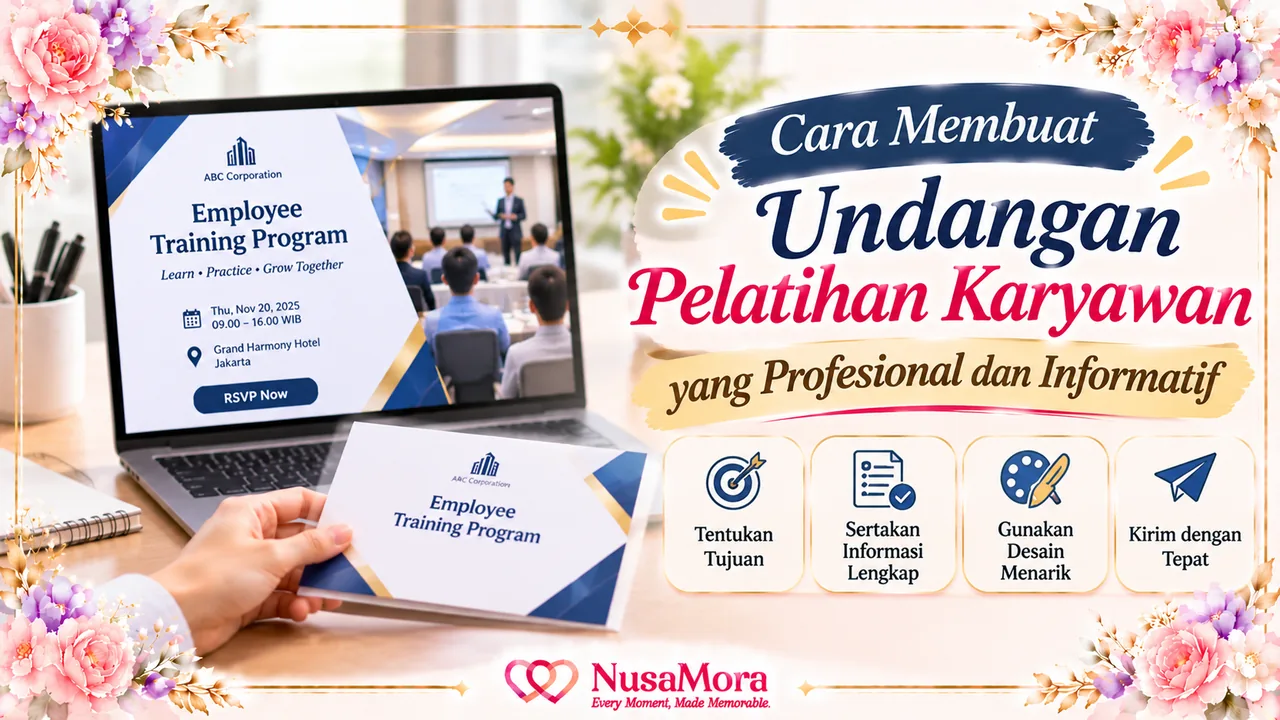 ABC Corporation
Employee
Training Program
Learn • Practice • Grow Together
Thu, Nov 20, 2025
09.00 – 16.00 WIB
Grand Harmony Hotel
Jakarta
RSVP Now
ABC Corporation
Employee
Training Program
Cara Membuat
Undangan
Pelatihan Karyawan
yang Profesional dan Informatif
Tentukan
Tujuan
Sertakan
Informasi
Lengkap
Gunakan
Desain
Menarik
Kirim dengan
Tepat
NusaMora
Every Moment, Made Memorable.